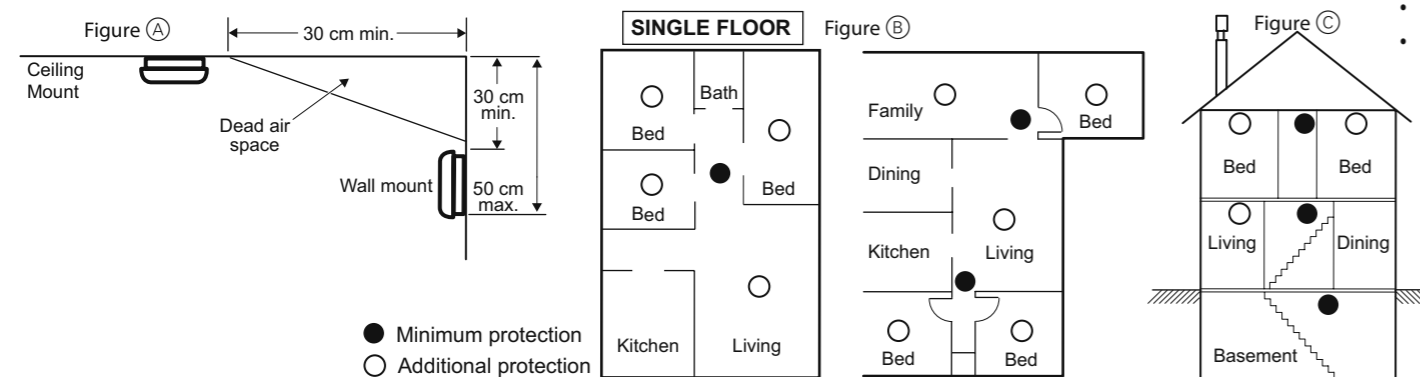 Figure Ⓐ
30 cm min.
Ceiling
Mount
Dead air
space
30 cm
min.
Wall mount
50 cm
max.
Minimum protection
Additional protection
SINGLE FLOOR
Figure Ⓑ
Bed
Bath
Bed
Bed
Kitchen
Living
Family
Bed
Dining
Kitchen
Living
Bed
Bed
Figure Ⓒ
Bed
Bed
Living
Dining
Basement